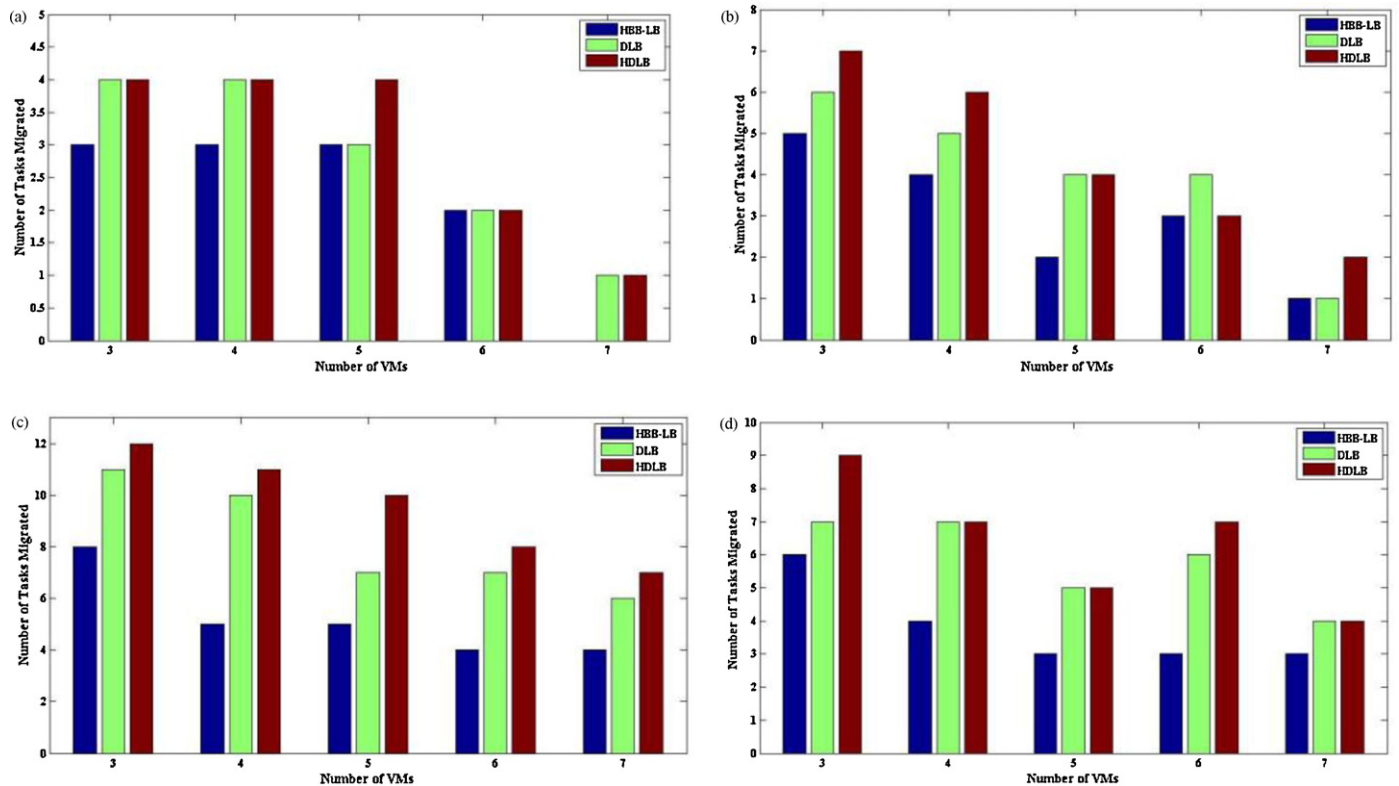 (a)
5
4.5
4
3.5
3
2.5
2
1.5
1
0.5
0
Number of Tasks Migrated
HBB-LB
DLB
HDLB
3 4 5 6 7
Number of VMs
(b)
8
7
6
5
4
3
2
1
0
Number of Tasks Migrated
HBB-LB
DLB
HDLB
3 4 5 6 7
Number of VMs
(c)
12
10
8
6
4
2
0
Number of Tasks Migrated
HBB-LB
DLB
HDLB
3 4 5 6 7
Number of VMs
(d)
10
9
8
7
6
5
4
3
2
1
0
Number of Tasks Migrated
HBB-LB
DLB
HDLB
3 4 5 6 7
Number of VMs